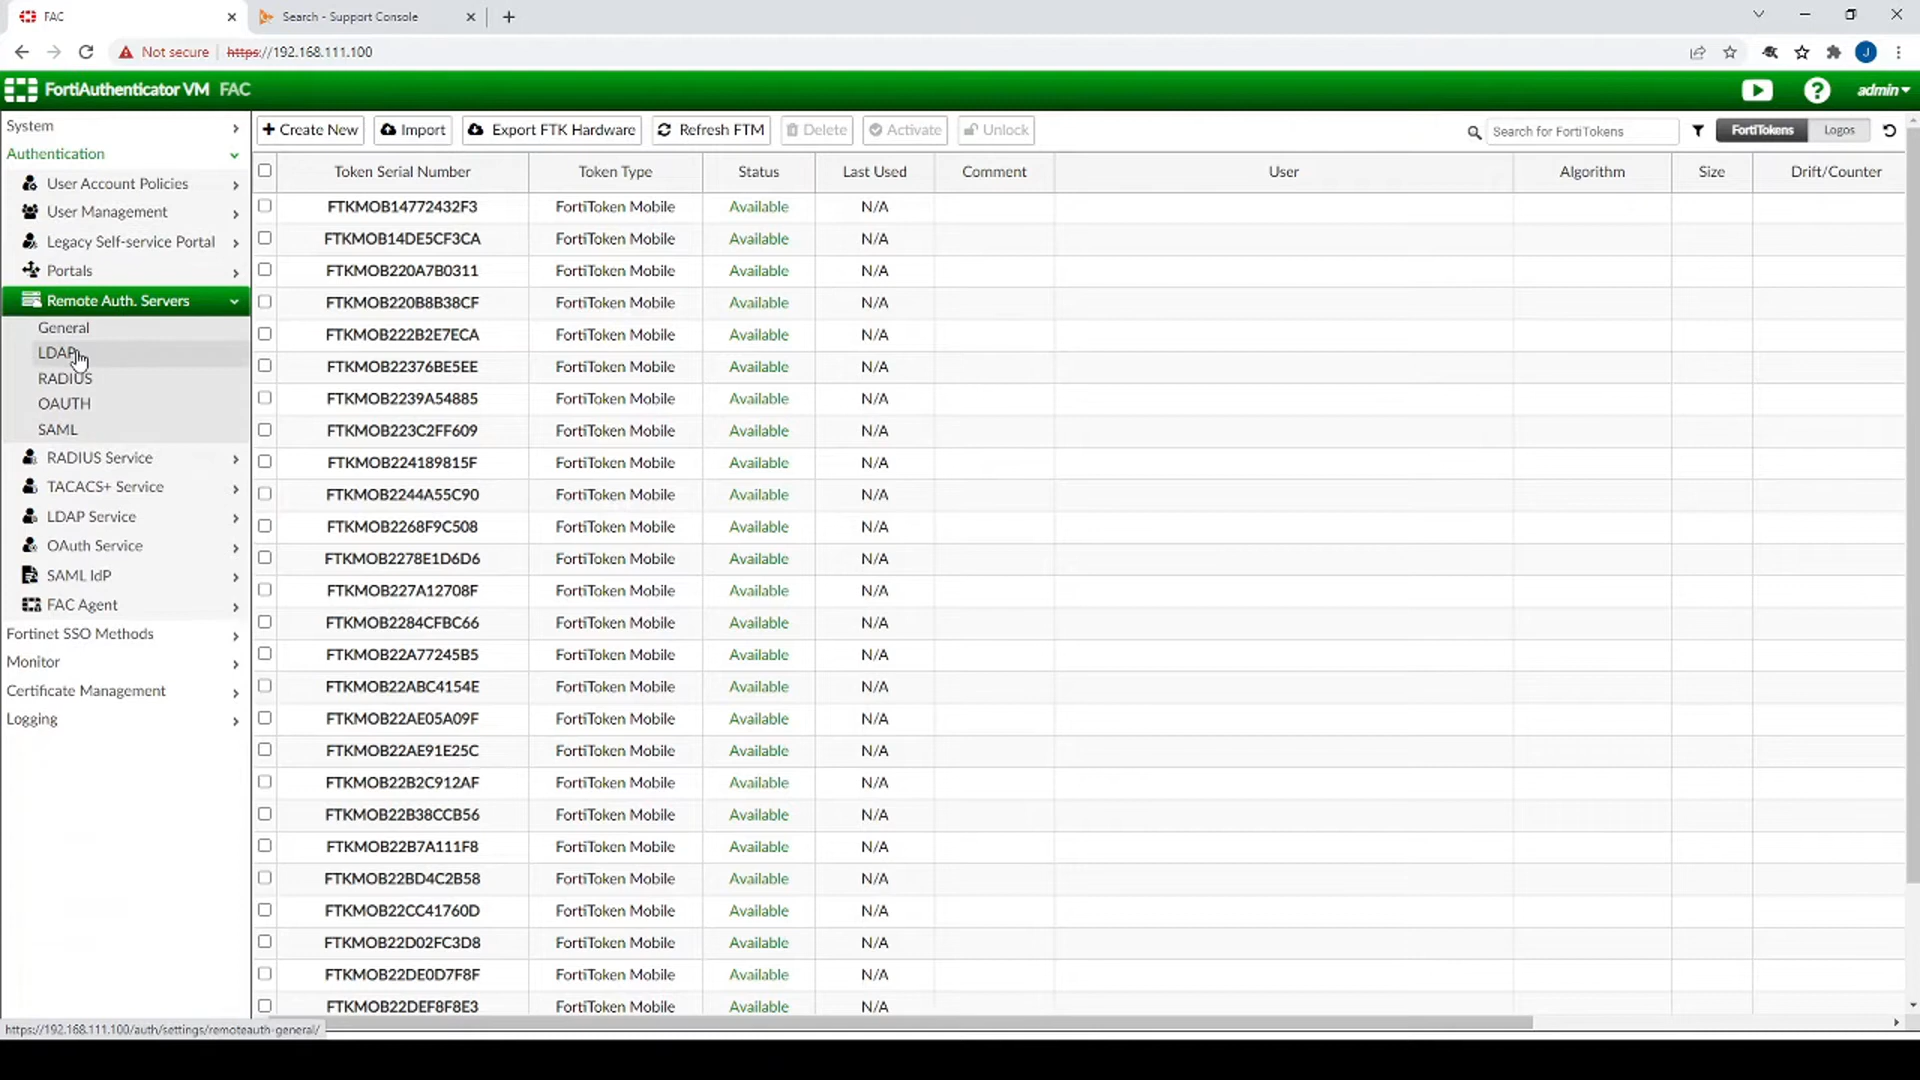 FAC
Search - Support Console
Not secure
https://192.168.111.100
J
FortiAuthenticator VM FAC
admin
System
Authentication
User Account Policies
User Management
Legacy Self-service Portal
Portals
Remote Auth. Servers
General
LDAP
RADIUS
OAUTH
SAML
RADIUS Service
TACACS+ Service
LDAP Service
OAuth Service
SAML IdP
FAC Agent
Fortinet SSO Methods
Monitor
Certificate Management
Logging
Create New Import Export FTK Hardware Refresh FTM Delete Activate Unlock Search for FortiTokens FortiTokens Logos
Token Serial Number Token Type Status Last Used Comment User Algorithm Size Drift/Counter
FTKMOB14772432F3 FortiToken Mobile Available N/A
FTKMOB14DE5CF3CA FortiToken Mobile Available N/A
FTKMOB220A7B0311 FortiToken Mobile Available N/A
FTKMOB220B8B38CF FortiToken Mobile Available N/A
FTKMOB222B2E7ECA FortiToken Mobile Available N/A
FTKMOB22376BE5EE FortiToken Mobile Available N/A
FTKMOB2239A54885 FortiToken Mobile Available N/A
FTKMOB223C2FF609 FortiToken Mobile Available N/A
FTKMOB224189815F FortiToken Mobile Available N/A
FTKMOB2244A55C90 FortiToken Mobile Available N/A
FTKMOB2268F9C508 FortiToken Mobile Available N/A
FTKMOB2278E1D6D6 FortiToken Mobile Available N/A
FTKMOB227A12708F FortiToken Mobile Available N/A
FTKMOB2284CFBC66 FortiToken Mobile Available N/A
FTKMOB22A77245B5 FortiToken Mobile Available N/A
FTKMOB22ABC4154E FortiToken Mobile Available N/A
FTKMOB22AE05A09F FortiToken Mobile Available N/A
FTKMOB22AE91E25C FortiToken Mobile Available N/A
FTKMOB22B2C912AF FortiToken Mobile Available N/A
FTKMOB22B38CCB56 FortiToken Mobile Available N/A
FTKMOB22B7A111F8 FortiToken Mobile Available N/A
FTKMOB22BD4C2B58 FortiToken Mobile Available N/A
FTKMOB22CC41760D FortiToken Mobile Available N/A
FTKMOB22D02FC3D8 FortiToken Mobile Available N/A
FTKMOB22DE0D7F8F FortiToken Mobile Available N/A
FTKMOB22DEF8F8E3 FortiToken Mobile Available N/A
https://192.168.111.100/auth/settings/remoteauth-general/